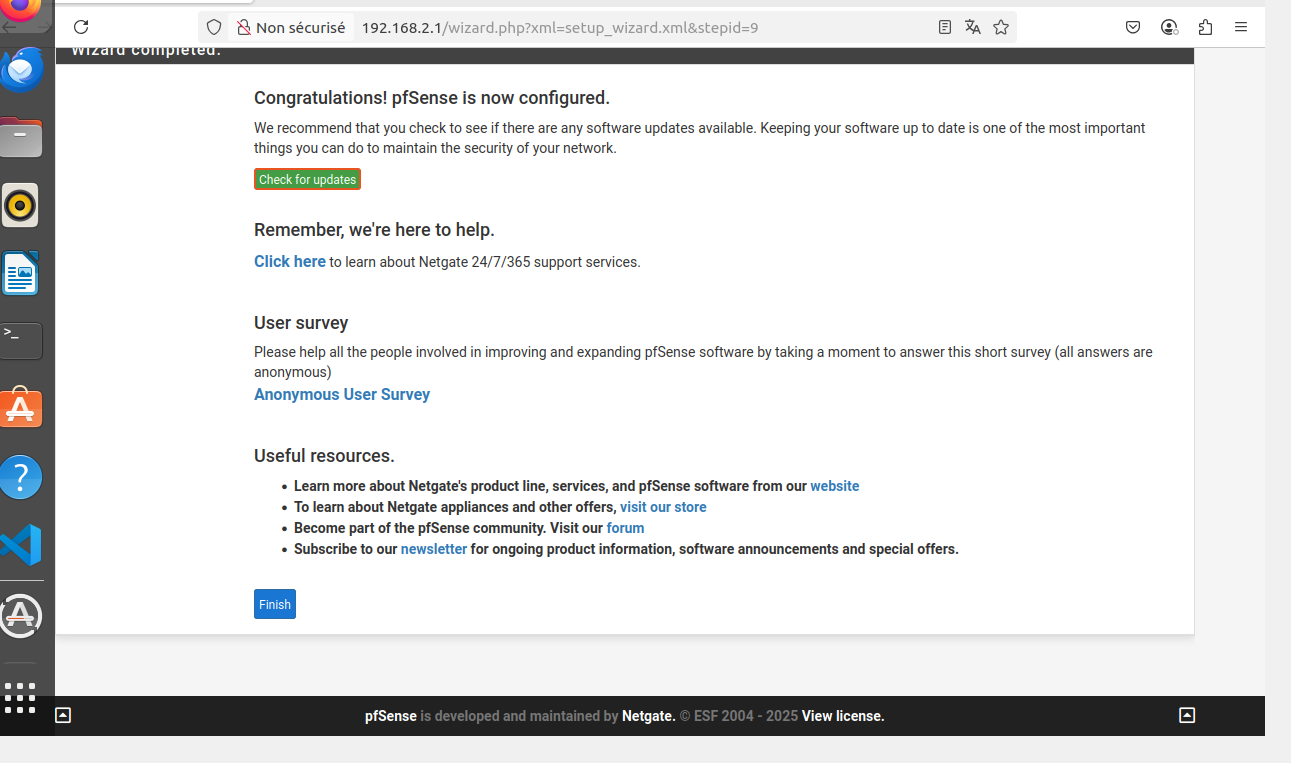 Non sécurisé 192.168.2.1/wizard.php?xml=setup_wizard.xml&stepid=9
Wizard completed.
Congratulations! pfSense is now configured.
We recommend that you check to see if there are any software updates available. Keeping your software up to date is one of the most important
things you can do to maintain the security of your network.
Check for updates
Remember, we're here to help.
Click here to learn about Netgate 24/7/365 support services.
User survey
Please help all the people involved in improving and expanding pfSense software by taking a moment to answer this short survey (all answers are
anonymous)
Anonymous User Survey
Useful resources.
• Learn more about Netgate's product line, services, and pfSense software from our website
• To learn about Netgate appliances and other offers, visit our store
• Become part of the pfSense community. Visit our forum
• Subscribe to our newsletter for ongoing product information, software announcements and special offers.
Finish
pfSense is developed and maintained by Netgate. © ESF 2004 - 2025 View license.